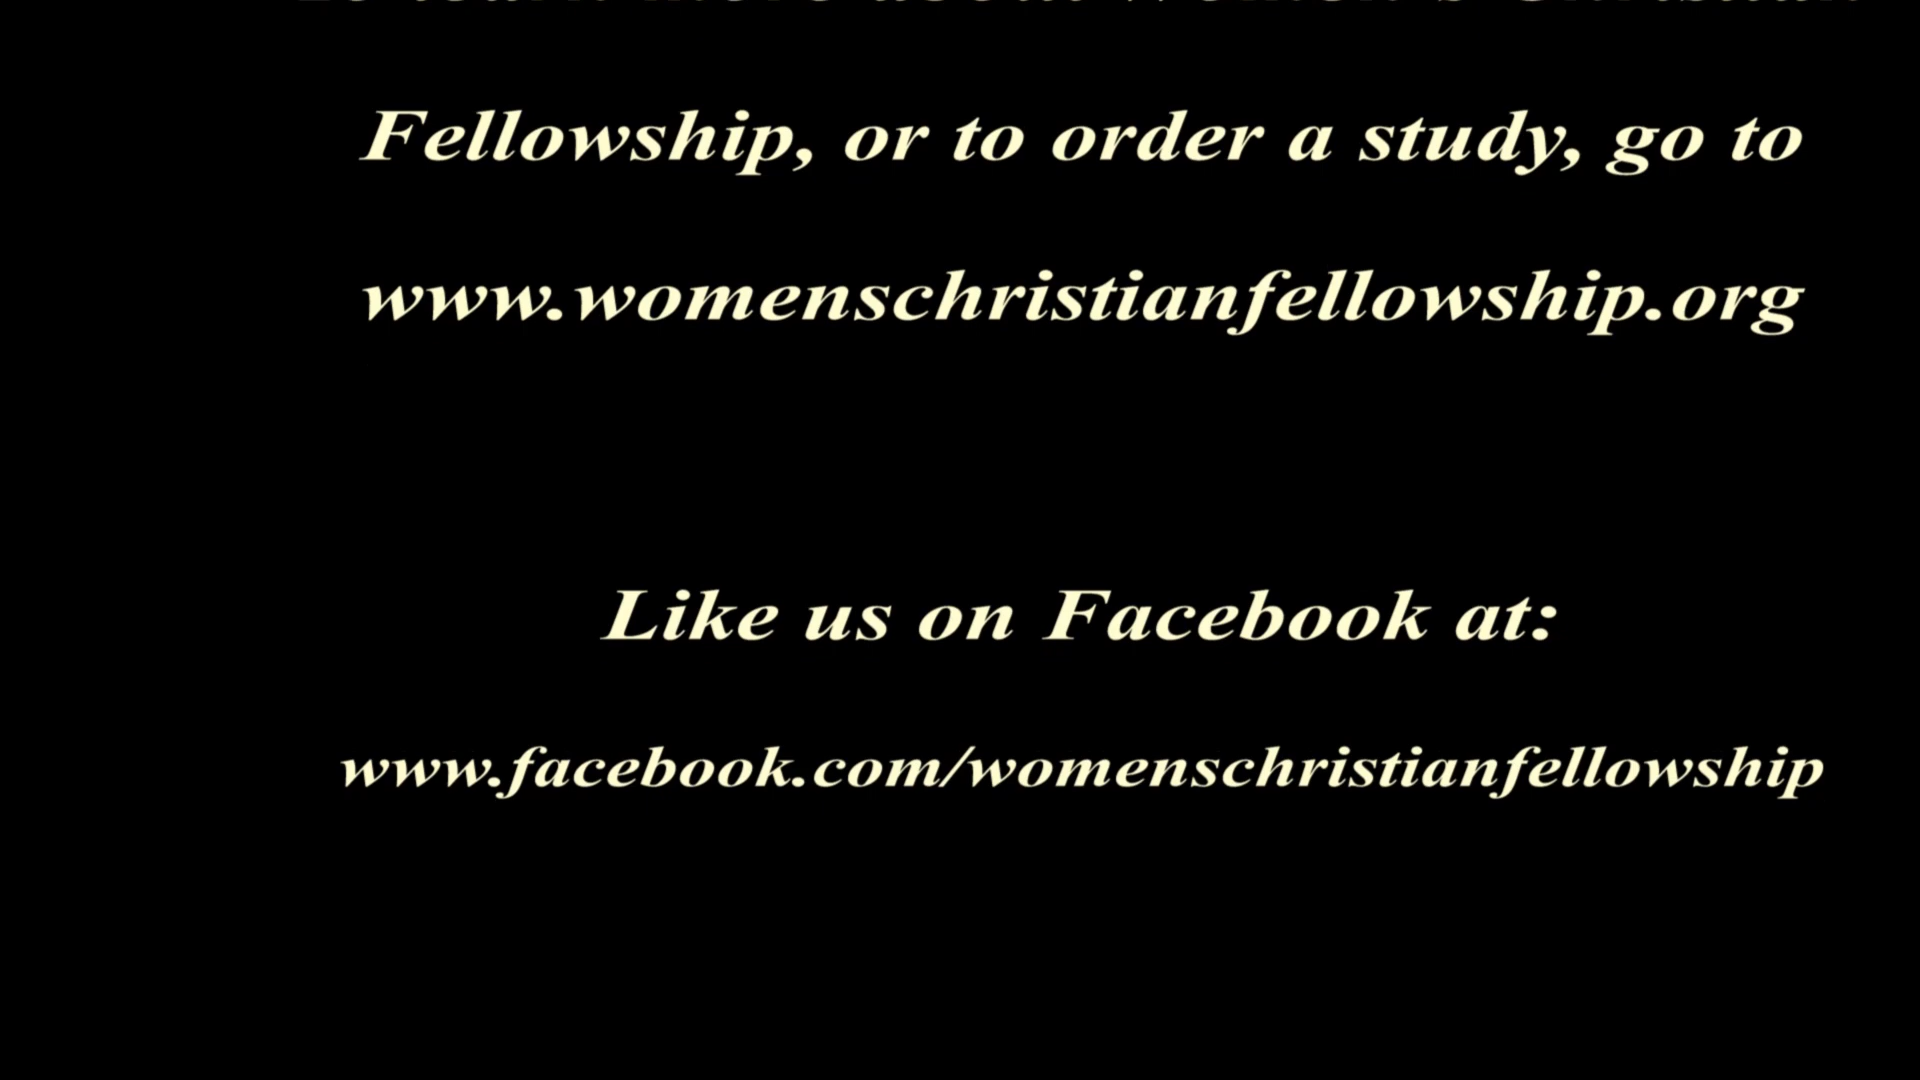 Fellowship, or to order a study, go to
www.womenschristianfellowship.org
Like us on Facebook at:
www.facebook.com/womenschristianfellowship